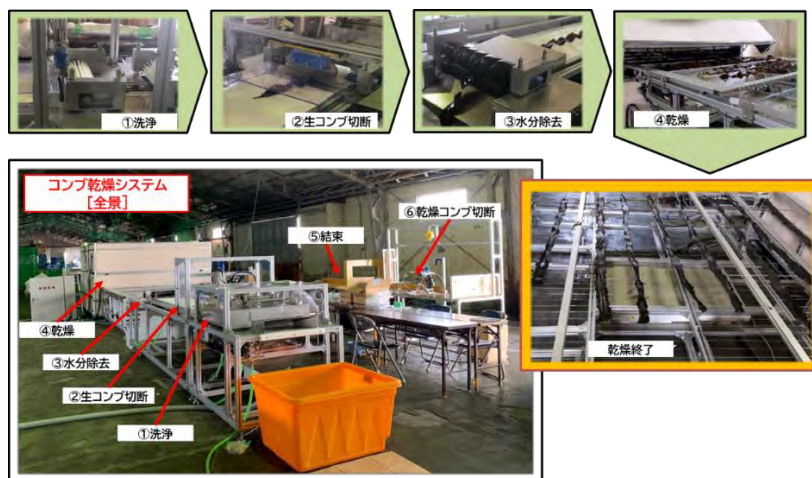 ①洗浄
②生コンブ切断
③水分除去
④乾燥
コンブ乾燥システム
[全景]
⑥乾燥コンブ切断
⑤結束
④乾燥
③水分除去
②生コンブ切断
①洗浄
乾燥終了